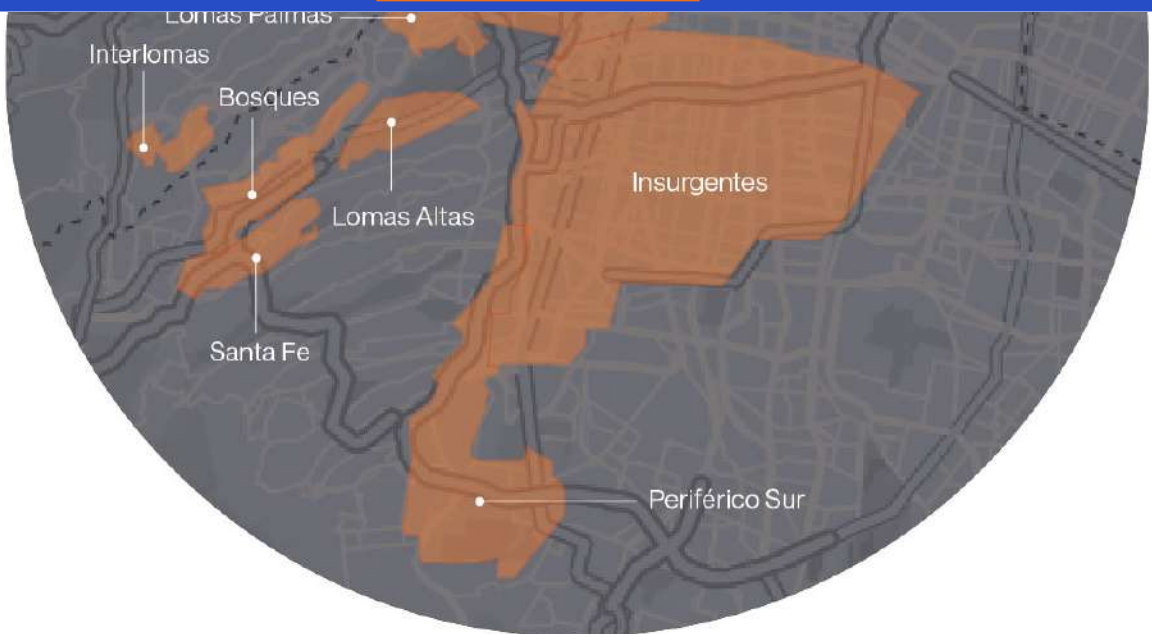 Lomas Palmas
Interlomas
Bosques
Insurgentes
Lomas Altas
Santa Fe
Periférico Sur